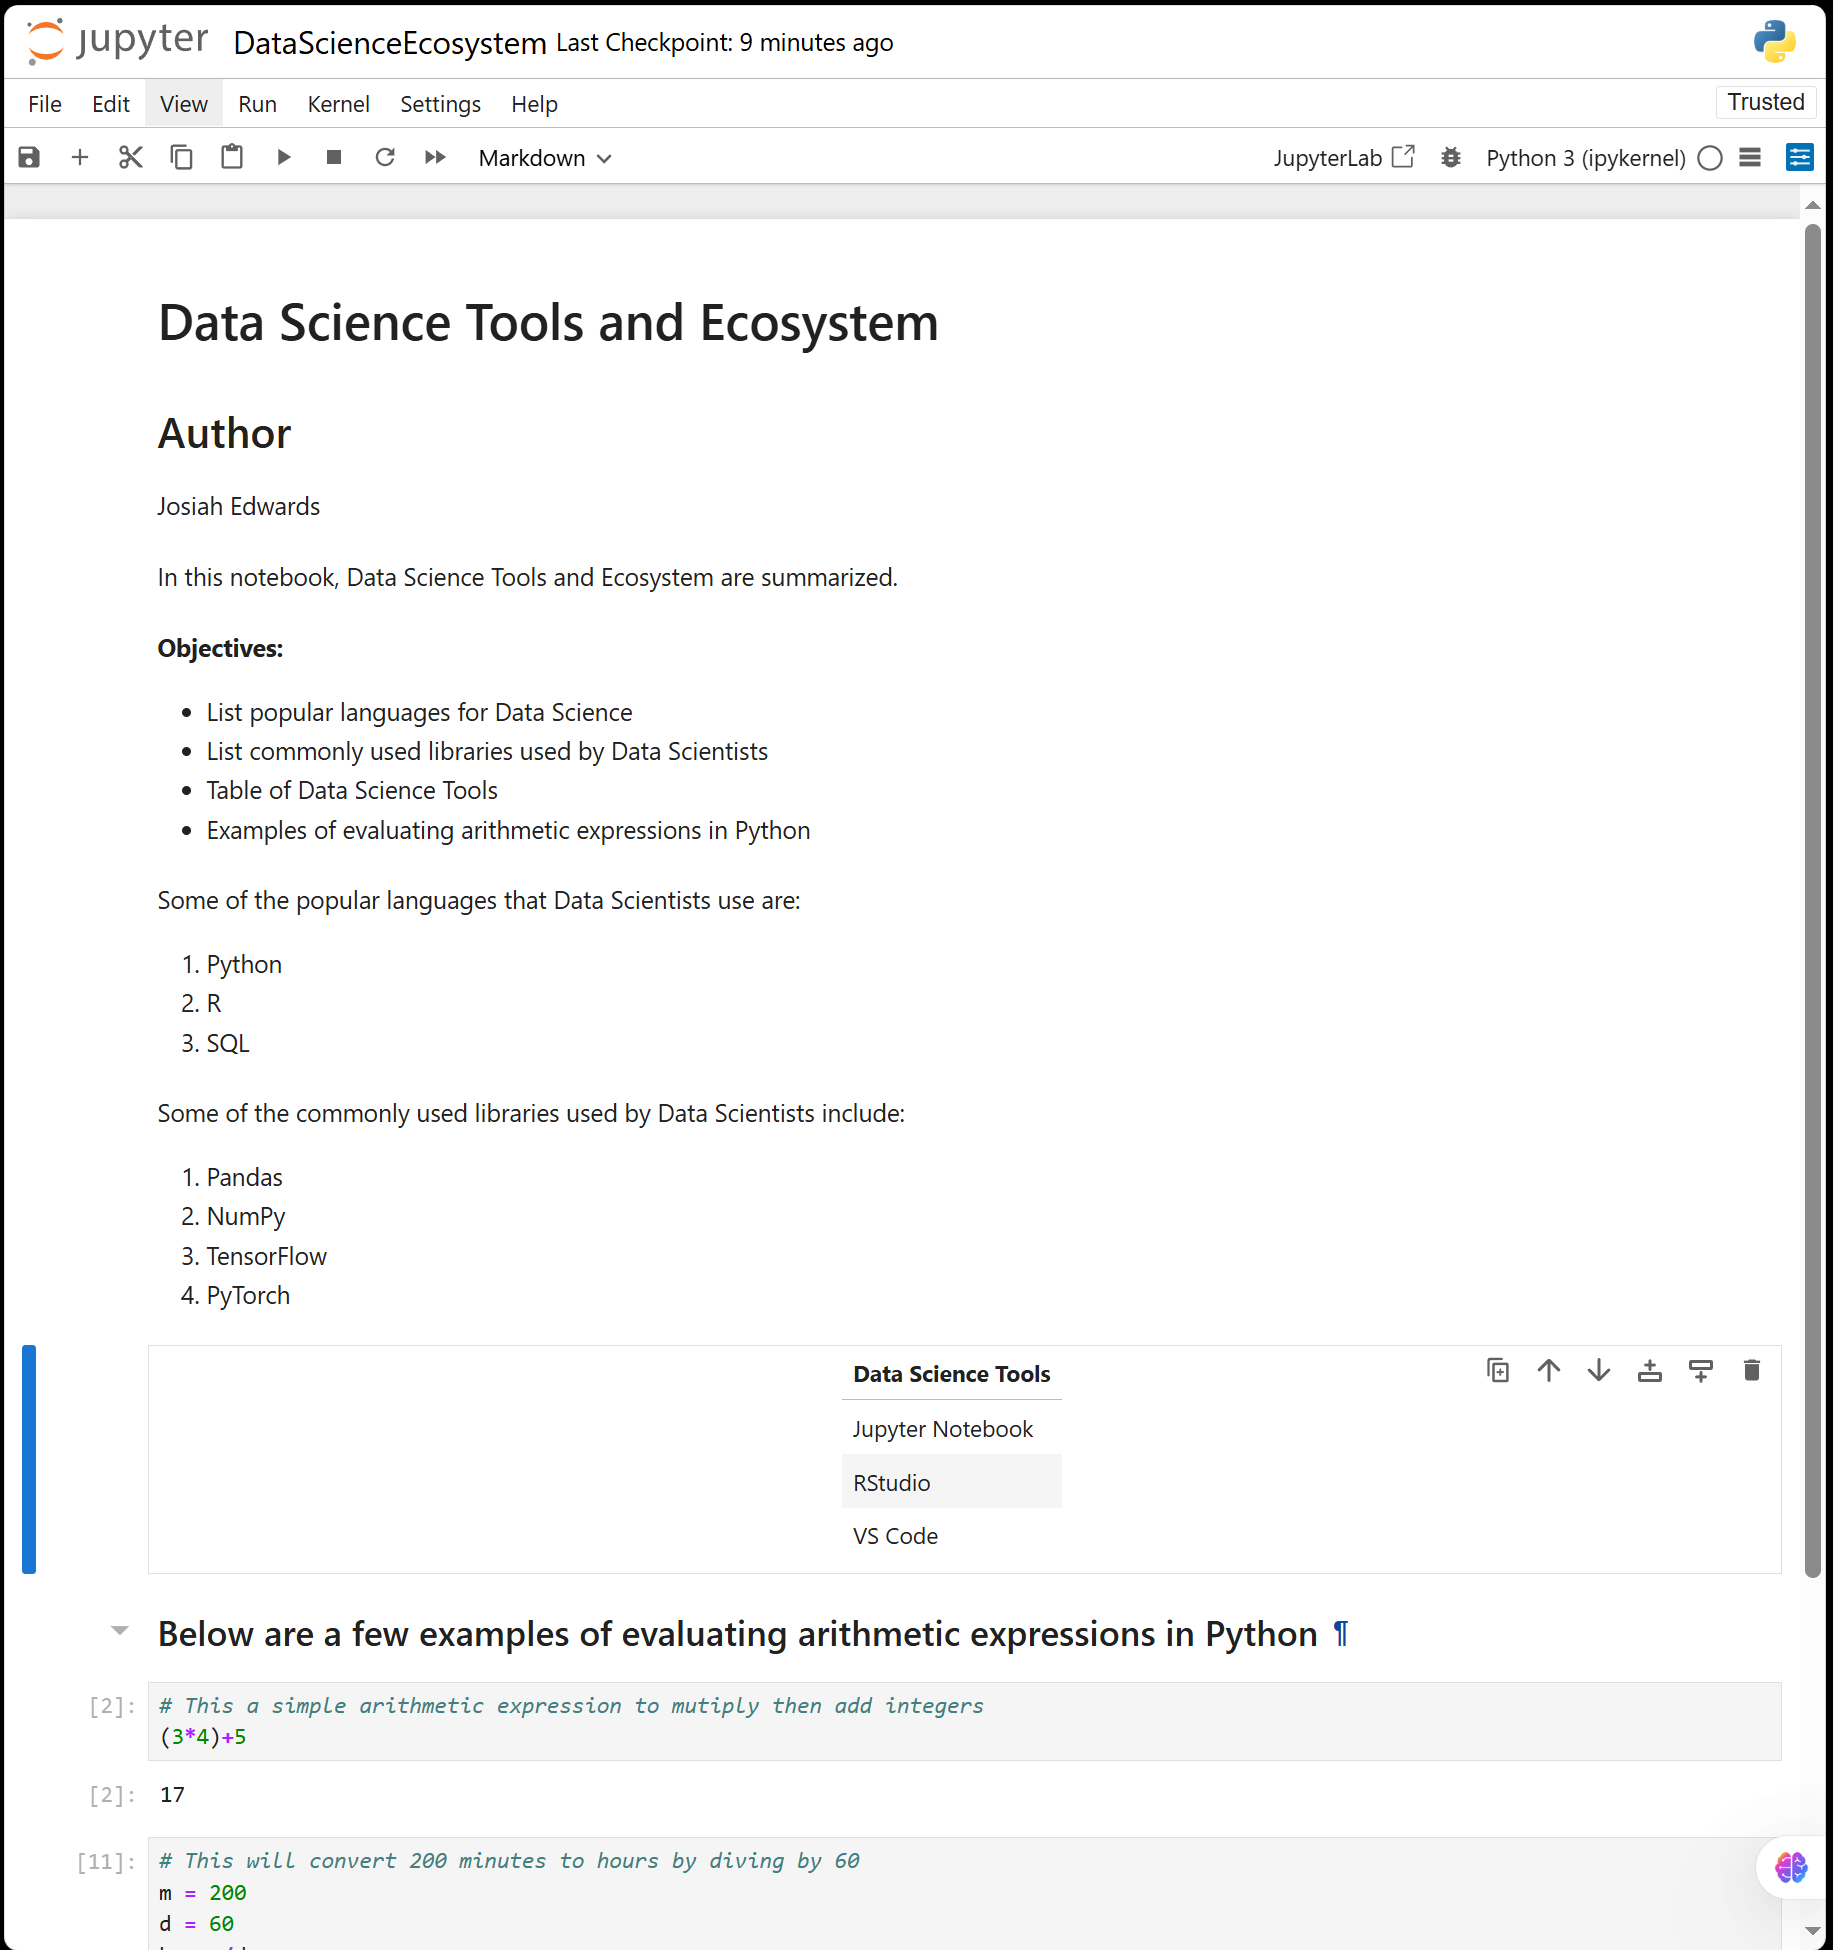 jupyter DataScienceEcosystem Last Checkpoint: 9 minutes ago
File Edit View Run Kernel Settings Help Trusted
Markdown JupyterLab Python 3 (ipykernel)
Data Science Tools and Ecosystem
Author
Josiah Edwards
In this notebook, Data Science Tools and Ecosystem are summarized.
Objectives:
• List popular languages for Data Science
• List commonly used libraries used by Data Scientists
• Table of Data Science Tools
• Examples of evaluating arithmetic expressions in Python
Some of the popular languages that Data Scientists use are:
1. Python
2. R
3. SQL
Some of the commonly used libraries used by Data Scientists include:
1. Pandas
2. NumPy
3. TensorFlow
4. PyTorch
Data Science Tools
Jupyter Notebook
RStudio
VS Code
Below are a few examples of evaluating arithmetic expressions in Python ¶
[2]: # This a simple arithmetic expression to mutiply then add integers
(3*4)+5
[2]: 17
[11]: # This will convert 200 minutes to hours by diving by 60
m = 200
d = 60